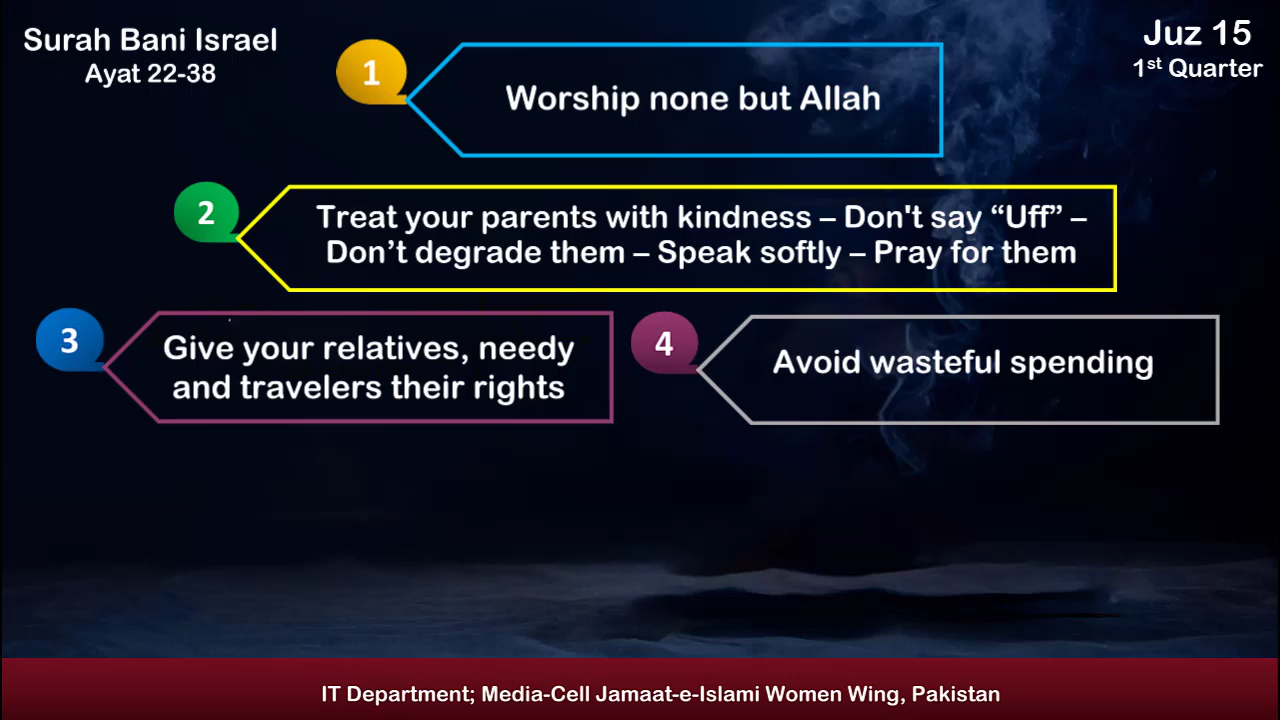 Surah Bani Israel
Ayat 22-38
Juz 15
1st Quarter
1
Worship none but Allah
2
Treat your parents with kindness – Don't say “Uff” –
Don’t degrade them – Speak softly – Pray for them
3
Give your relatives, needy
and travelers their rights
4
Avoid wasteful spending
IT Department; Media-Cell Jamaat-e-Islami Women Wing, Pakistan